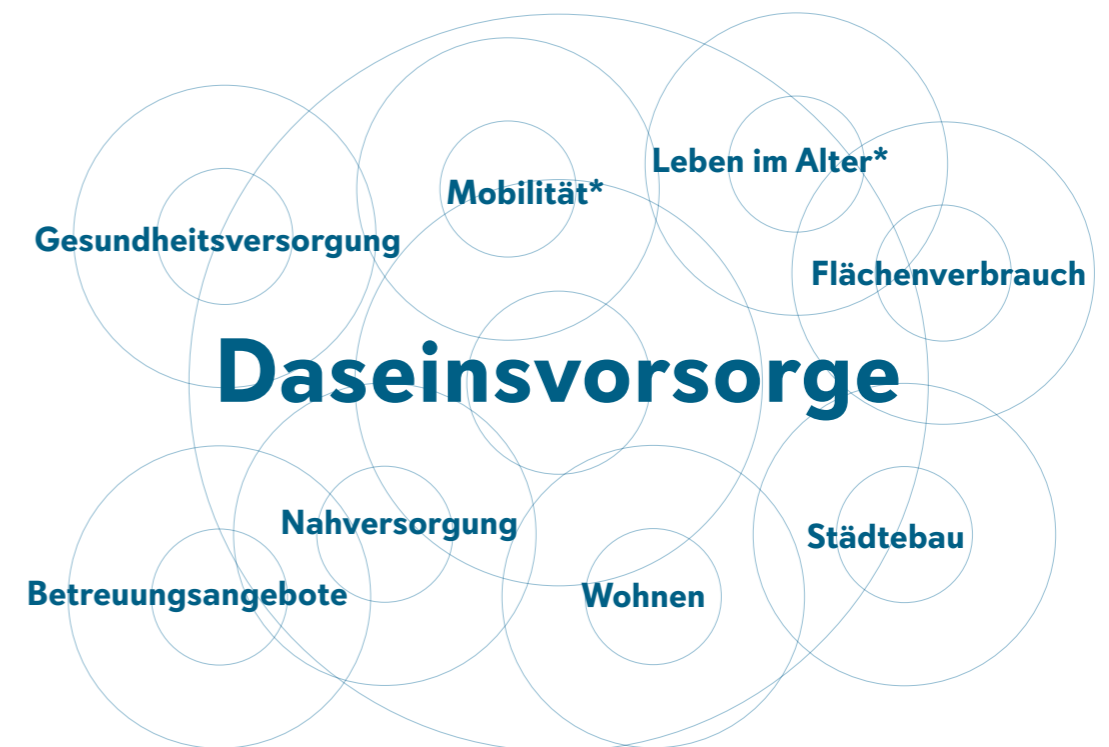 Leben im Alter*
Mobilität*
Gesundheitsversorgung
Flächenverbrauch
Daseinsvorsorge
Nahversorgung
Städtebau
Betreuungsangebote
Wohnen